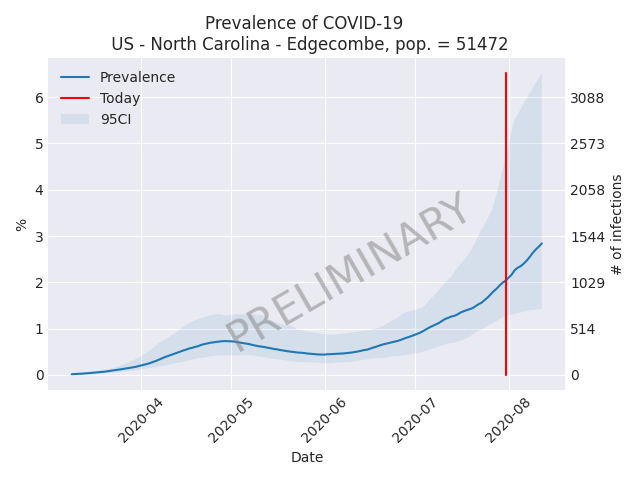 Prevalence of COVID-19
US - North Carolina - Edgecombe, pop. = 51472
Prevalence
Today
95CI
6
5
4
3
2
1
0
%
3088
2573
2058
1544
1029
514
0
# of infections
PRELIMINARY
2020-04
2020-05
2020-06
2020-07
2020-08
Date